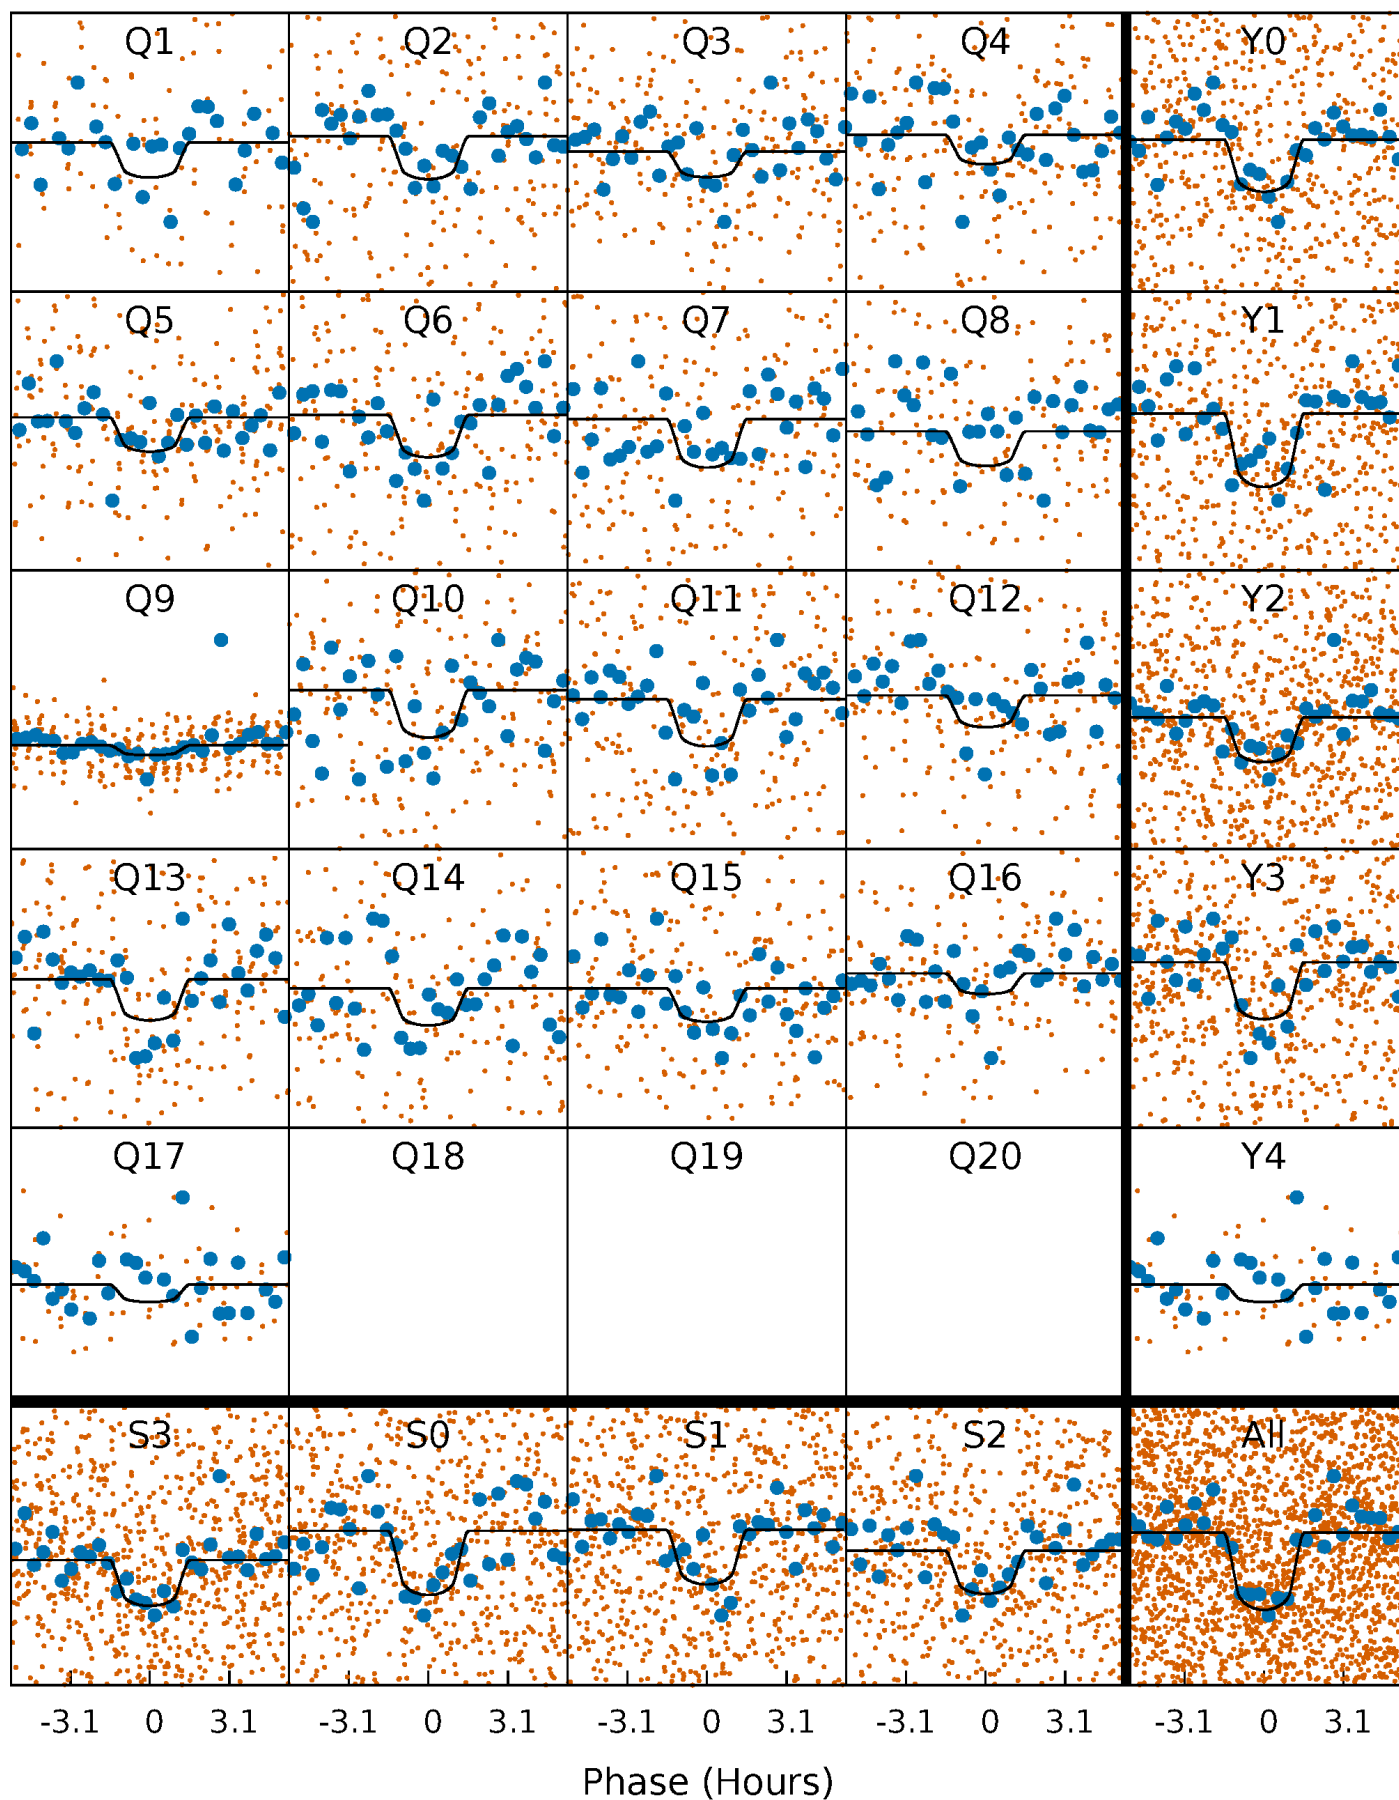 Q1 Q2 Q3 Q4 Y0
Q5 Q6 Q7 Q8 Y1
Q9 Q10 Q11 Q12 Y2
Q13 Q14 Q15 Q16 Y3
Q17 Q18 Q19 Q20 Y4
S3 S0 S1 S2 All
-3.1 0 3.1 -3.1 0 3.1 -3.1 0 3.1 -3.1 0 3.1 -3.1 0 3.1
Phase (Hours)